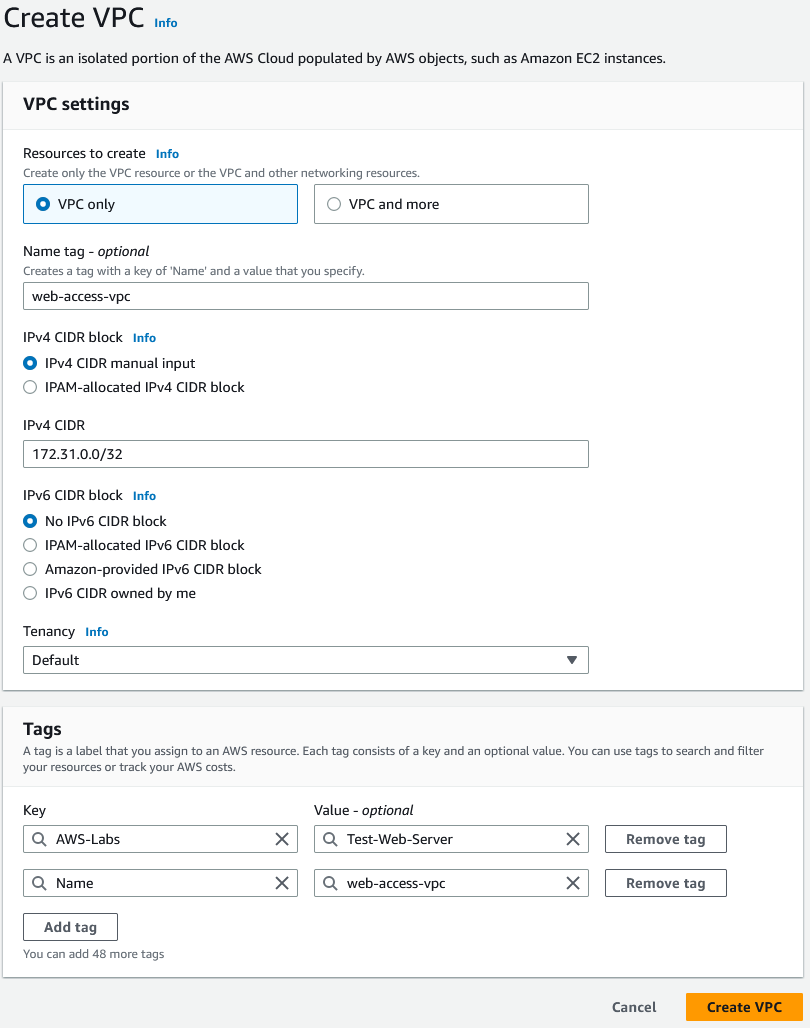 Create VPC Info
A VPC is an isolated portion of the AWS Cloud populated by AWS objects, such as Amazon EC2 instances.
VPC settings
Resources to create Info
Create only the VPC resource or the VPC and other networking resources.
VPC only
VPC and more
Name tag - optional
Creates a tag with a key of 'Name' and a value that you specify.
web-access-vpc
IPv4 CIDR block Info
IPv4 CIDR manual input
IPAM-allocated IPv4 CIDR block
IPv4 CIDR
172.31.0.0/32
IPv6 CIDR block Info
No IPv6 CIDR block
IPAM-allocated IPv6 CIDR block
Amazon-provided IPv6 CIDR block
IPv6 CIDR owned by me
Tenancy Info
Default
Tags
A tag is a label that you assign to an AWS resource. Each tag consists of a key and an optional value. You can use tags to search and filter
your resources or track your AWS costs.
Key Value - optional
AWS-Labs Test-Web-Server Remove tag
Name web-access-vpc Remove tag
Add tag
You can add 48 more tags
Cancel Create VPC